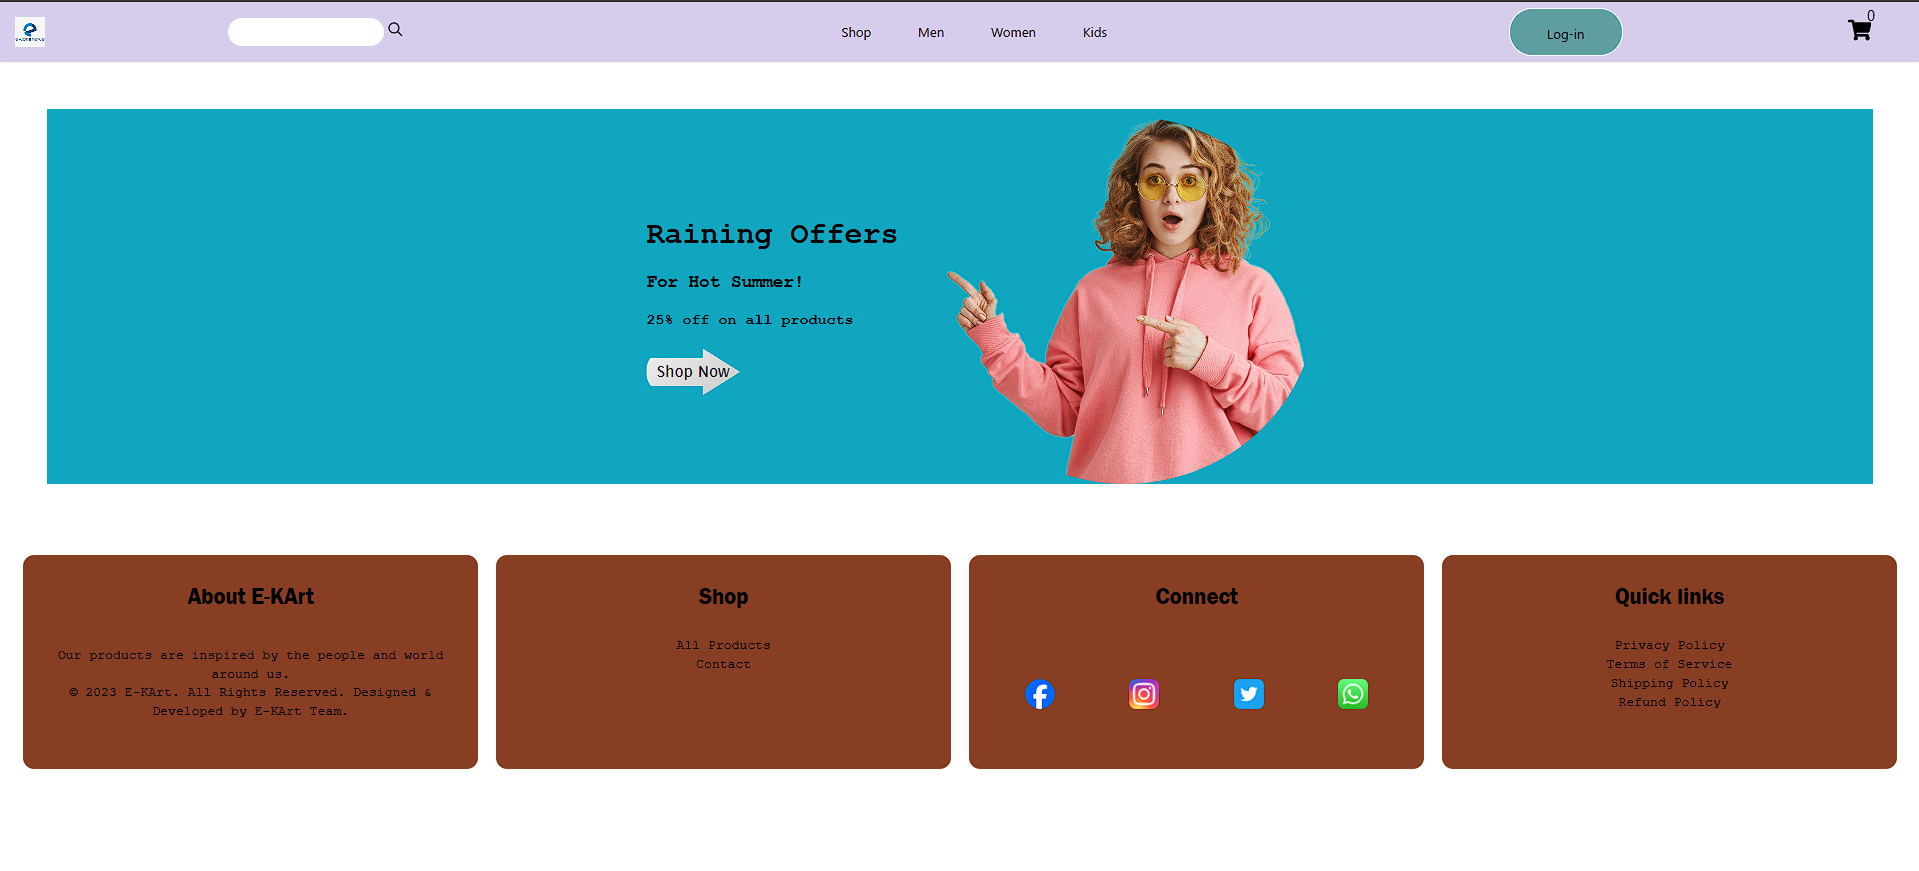 Shop
Men
Women
Kids
Log-in
0
Raining Offers
For Hot Summer!
25% off on all products
Shop Now
About E-KArt
Our products are inspired by the people and world
around us.
© 2023 E-KArt. All Rights Reserved. Designed &
Developed by E-KArt Team.
Shop
All Products
Contact
Connect
Quick links
Privacy Policy
Terms of Service
Shipping Policy
Refund Policy